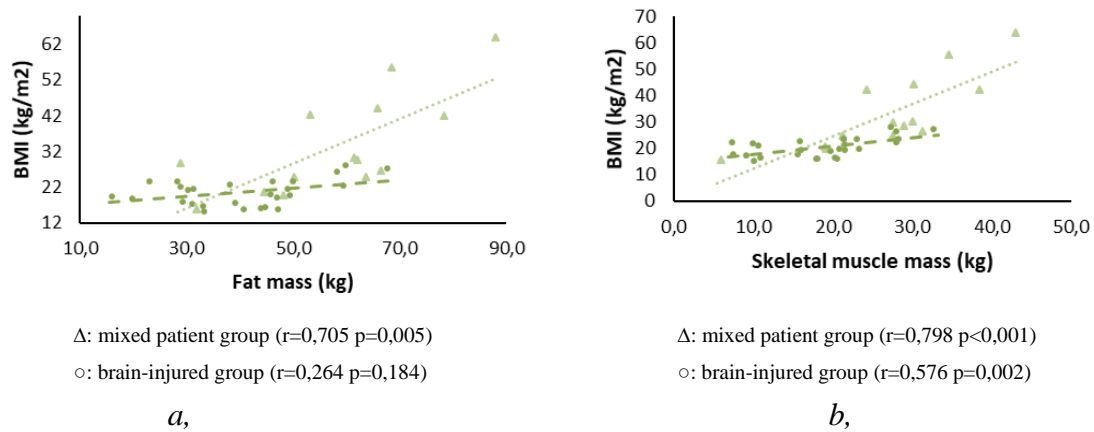 62
52
42
32
22
12
BMI (kg/m2)
10,0 30,0 50,0 70,0 90,0
Fat mass (kg)
Δ: mixed patient group (r=0,705 p=0,005)
○: brain-injured group (r=0,264 p=0,184)
a,
70
60
50
40
30
20
10
0
BMI (kg/m2)
0,0 10,0 20,0 30,0 40,0 50,0
Skeletal muscle mass (kg)
Δ: mixed patient group (r=0,798 p<0,001)
○: brain-injured group (r=0,576 p=0,002)
b,